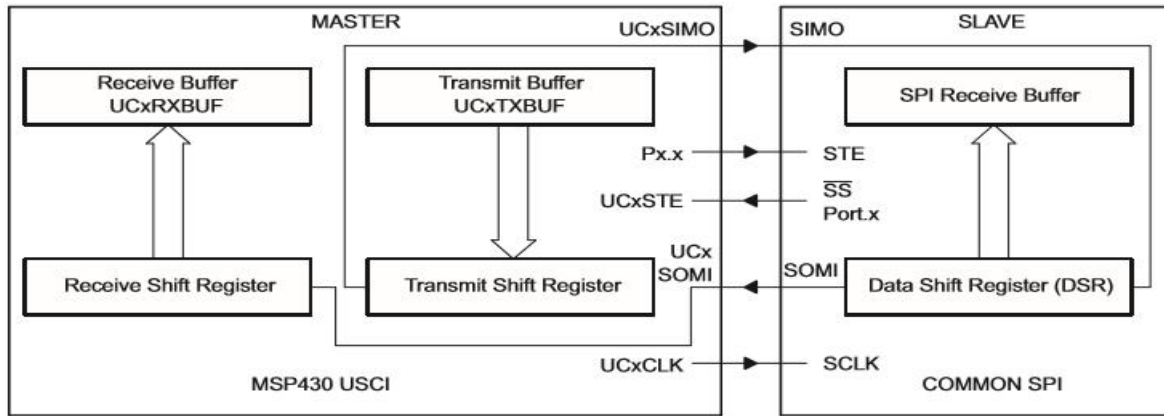 MASTER
SLAVE
UCxSIMO
SIMO
Receive Buffer
UCxRXBUF
Transmit Buffer
UCxTXBUF
SPI Receive Buffer
Px.x
STE
UCxSTE
SS
Port.x
UCx
SOMI
SOMI
Receive Shift Register
Transmit Shift Register
Data Shift Register (DSR)
UCxCLK
SCLK
MSP430 USCI
COMMON SPI